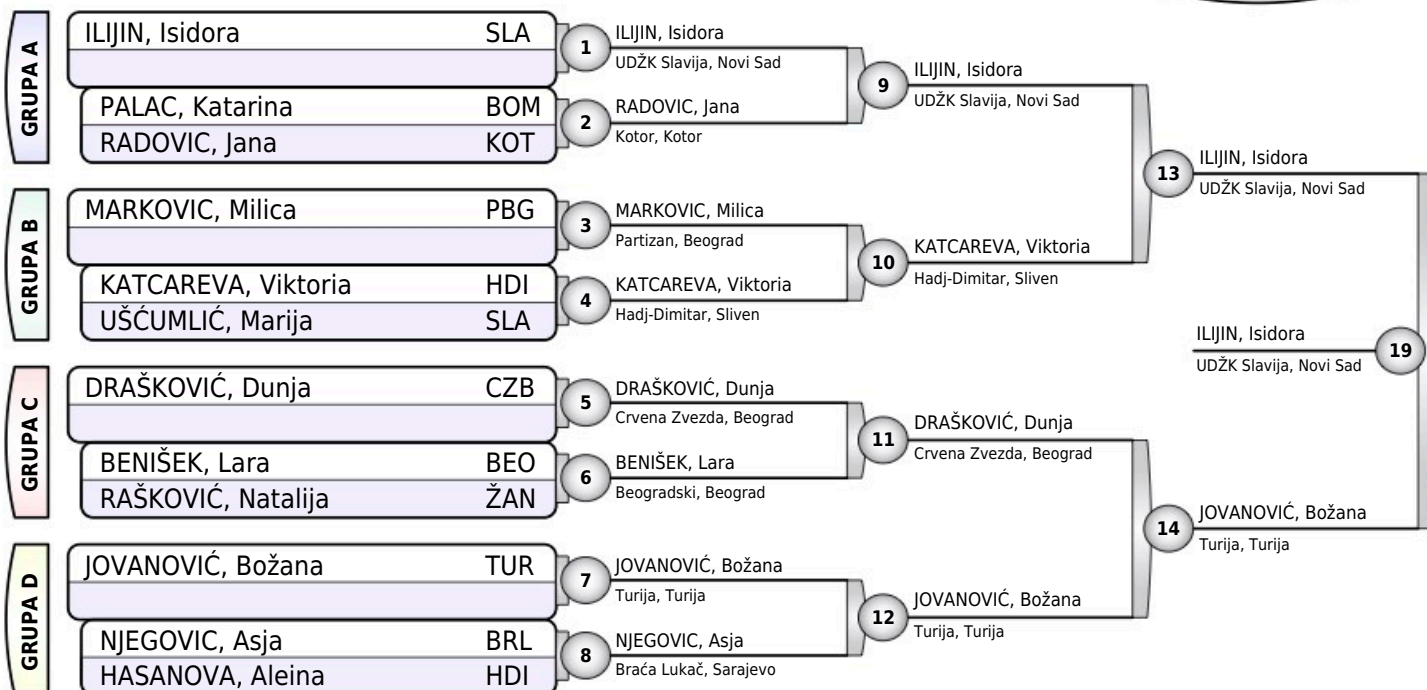 GRUPA A
ILIJIN, Isidora SLA
PALAC, Katarina BOM
RADOVIC, Jana KOT
GRUPA B
MARKOVIC, Milica PBG
KATCAREVA, Viktoria HDI
UŠĆUMLIĆ, Marija SLA
GRUPA C
DRAŠKOVIĆ, Dunja CZB
BENIŠEK, Lara BEO
RAŠKOVIĆ, Natalija ŽAN
GRUPA D
JOVANOVIĆ, Božana TUR
NJEGOVIC, Asja BRL
HASANOVA, Aleina HDI
1
ILIJIN, Isidora
UDŽK Slavija, Novi Sad
2
RADOVIC, Jana
Kotor, Kotor
3
MARKOVIC, Milica
Partizan, Beograd
4
KATCAREVA, Viktoria
Hadj-Dimitar, Sliven
5
DRAŠKOVIĆ, Dunja
Crvena Zvezda, Beograd
6
BENIŠEK, Lara
Beogradski, Beograd
7
JOVANOVIĆ, Božana
Turija, Turija
8
NJEGOVIC, Asja
Braća Lukač, Sarajevo
9
ILIJIN, Isidora
UDŽK Slavija, Novi Sad
10
KATCAREVA, Viktoria
Hadj-Dimitar, Sliven
11
DRAŠKOVIĆ, Dunja
Crvena Zvezda, Beograd
12
JOVANOVIĆ, Božana
Turija, Turija
13
ILIJIN, Isidora
UDŽK Slavija, Novi Sad
14
JOVANOVIĆ, Božana
Turija, Turija
ILIJIN, Isidora
UDŽK Slavija, Novi Sad
19